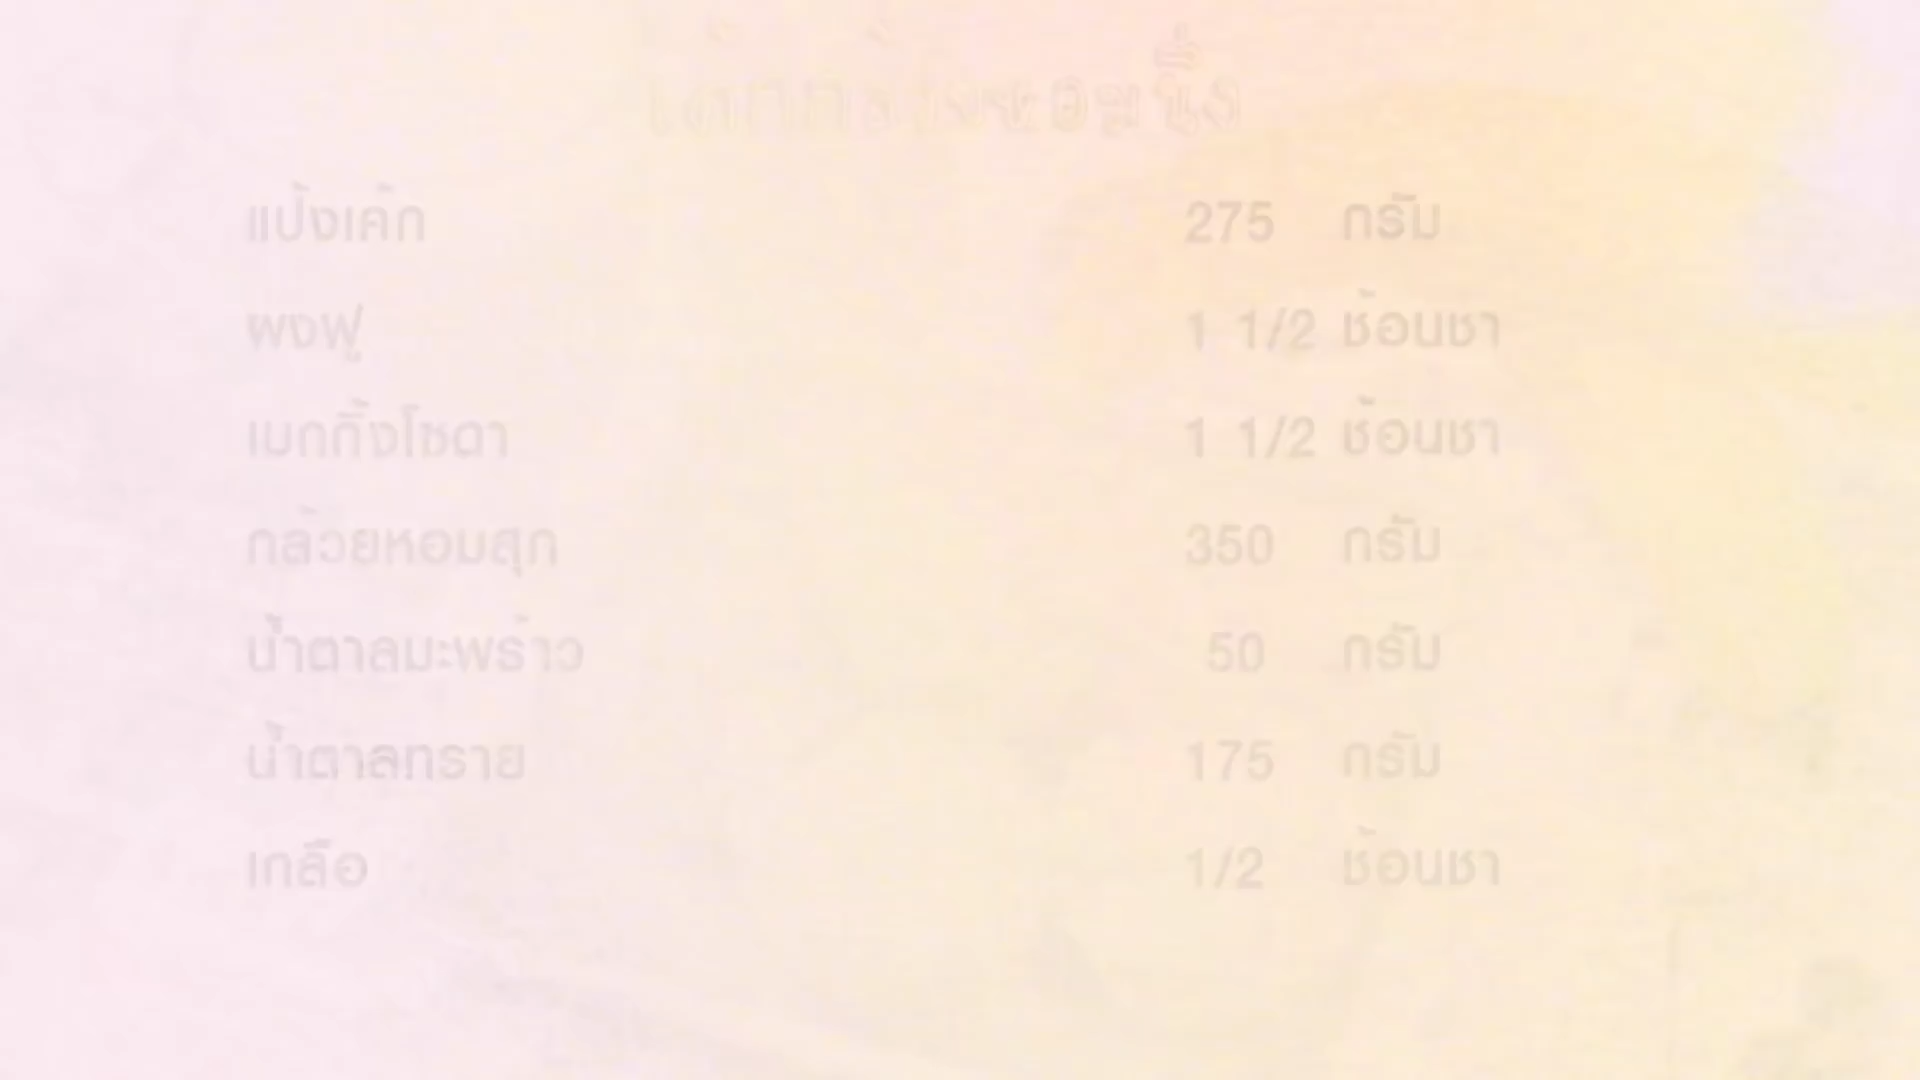 แป้งเค้ก 275 กรัม
ผงฟู 1 1/2 ช้อนชา
เบกกิ้งโซดา 1 1/2 ช้อนชา
กล้วยหอมสุก 350 กรัม
น้ำตาลมะพร้าว 50 กรัม
น้ำตาลทราย 175 กรัม
เกลือ 1/2 ช้อนชา